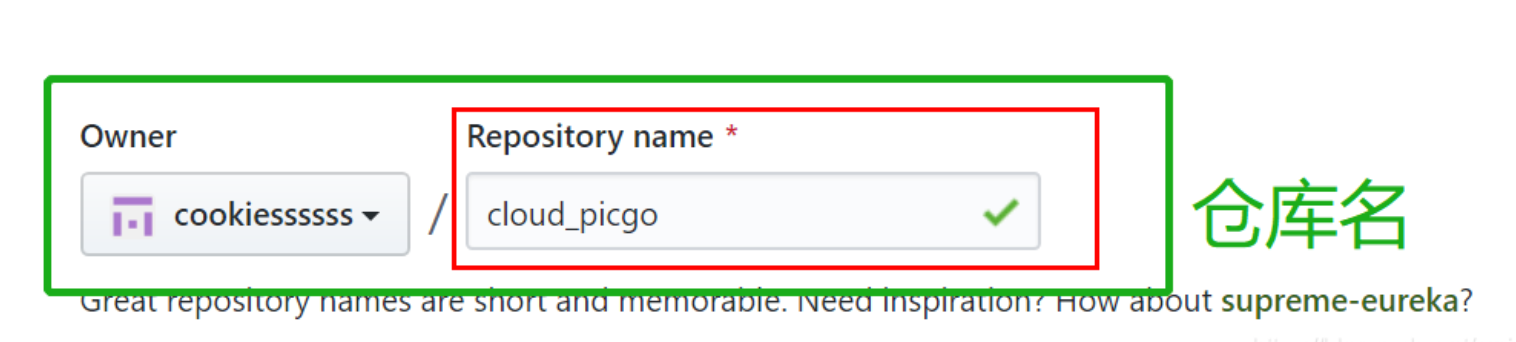 Owner
Repository name *
cookiessssss / cloud_picgo
仓库名
Great repository names are short and memorable. Need inspiration? How about supreme-eureka?